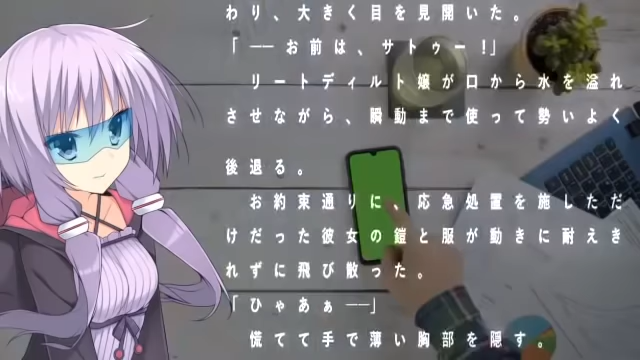 わり、大きく目を見開いた。
「──お前は、サトゥー!」
リートディルト嬢が口から水を溢れ
させながら、瞬動まで使って勢いよく
後退る。
お約束通りに、応急処置を施しただ
けだった彼女の鎧と服が動きに耐えき
れずに飛び散った。
「ひゃあぁ──」
慌てて手で薄い胸部を隠す。